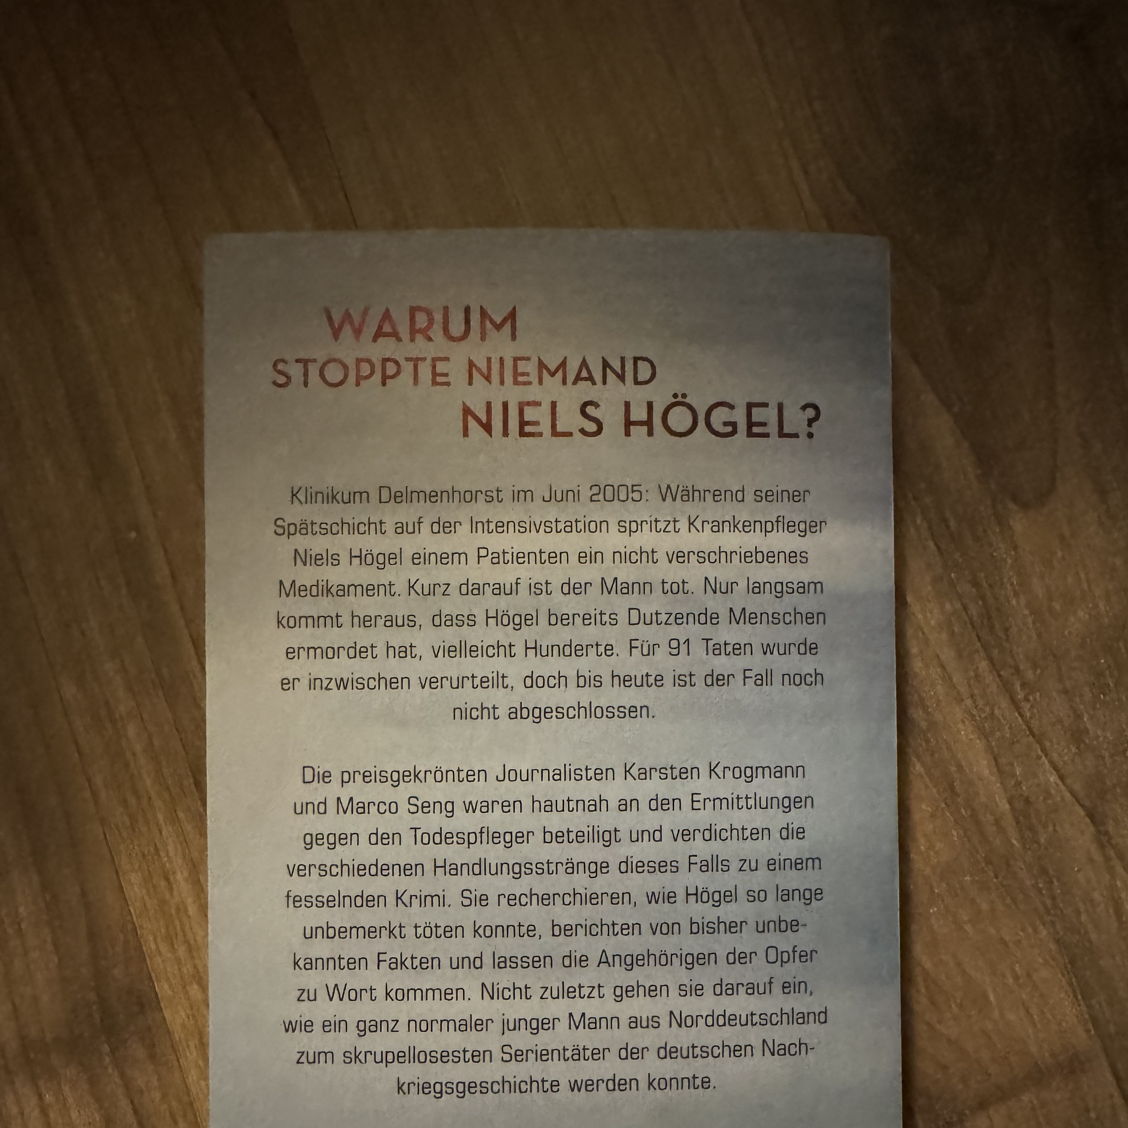 WARUM
STOPPTE NIEMAND
NIELS HÖGEL?
Klinikum Delmenhorst im Juni 2005: Während seiner
Spätschicht auf der Intensivstation spritzt Krankenpfleger
Niels Högel einem Patienten ein nicht verschriebenes
Medikament. Kurz darauf ist der Mann tot. Nur langsam
kommt heraus, dass Högel bereits Dutzende Menschen
ermordet hat, vielleicht Hunderte. Für 91 Taten wurde
er inzwischen verurteilt, doch bis heute ist der Fall noch
nicht abgeschlossen.
Die preisgekrönten Journalisten Karsten Krogmann
und Marco Seng waren hautnah an den Ermittlungen
gegen den Todespfleger beteiligt und verdichten die
verschiedenen Handlungsstränge dieses Falls zu einem
fesselnden Krimi. Sie recherchieren, wie Högel so lange
unbemerkt töten konnte, berichten von bisher unbe-
kannten Fakten und lassen die Angehörigen der Opfer
zu Wort kommen. Nicht zuletzt gehen sie darauf ein,
wie ein ganz normaler junger Mann aus Norddeutschland
zum skrupellosesten Serientäter der deutschen Nach-
kriegsgeschichte werden konnte.